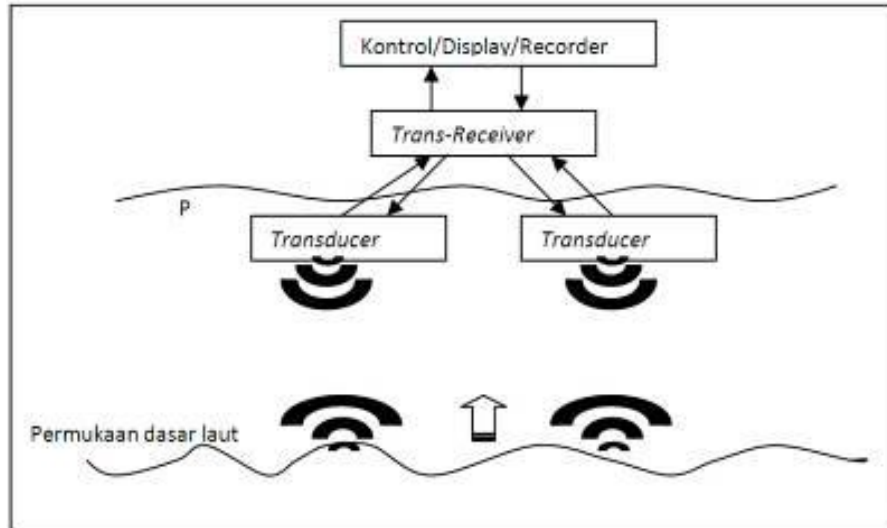 Kontrol/Display/Recorder
Trans-Receiver
P
Transducer
Transducer
Permukaan dasar laut